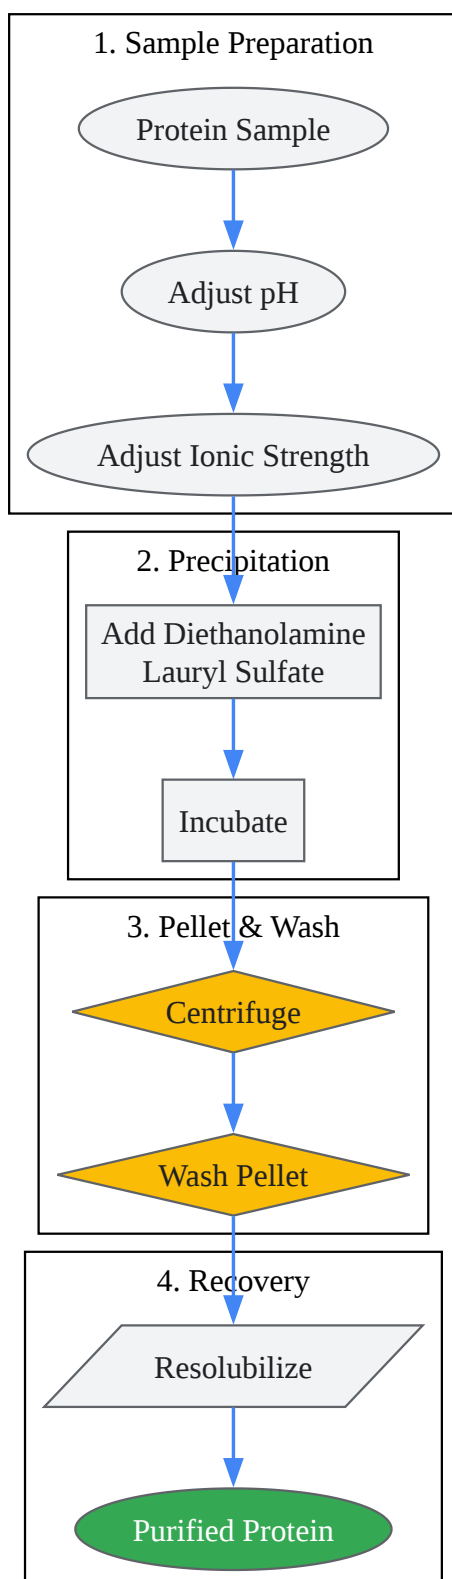 1. Sample Preparation
Protein Sample
Adjust pH
Adjust Ionic Strength
2. Precipitation
Add Diethanolamine
Lauryl Sulfate
Incubate
3. Pellet & Wash
Centrifuge
Wash Pellet
4. Recovery
Resolubilize
Purified Protein